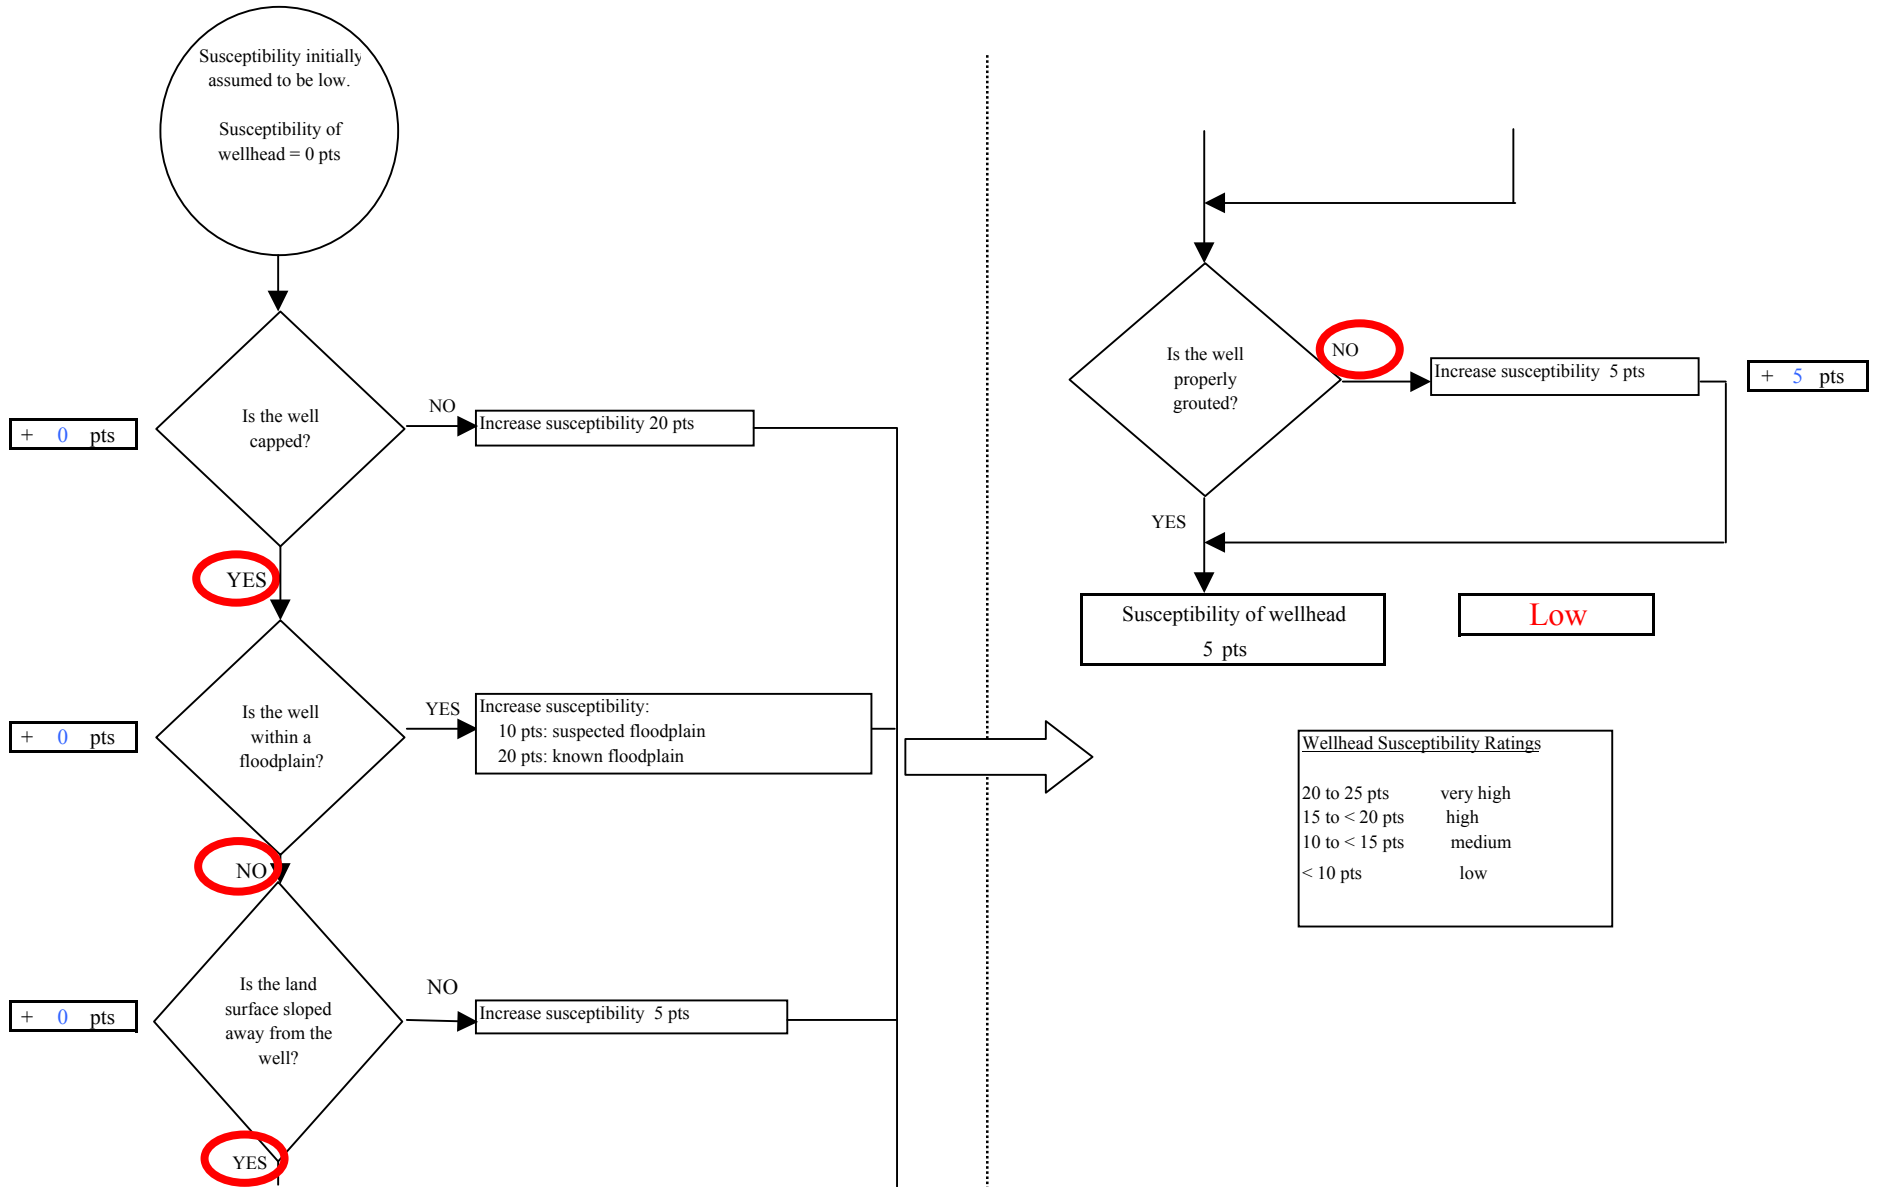 Susceptibility initially
assumed to be low.
Susceptibility of
wellhead = 0 pts
Is the well
capped?
NO
Increase susceptibility 20 pts
+ 0 pts
YES
Is the well
within a
floodplain?
YES
Increase susceptibility:
10 pts: suspected floodplain
20 pts: known floodplain
+ 0 pts
NO
Is the land
surface sloped
away from the
well?
NO
Increase susceptibility 5 pts
+ 0 pts
YES
Is the well
properly
grouted?
NO
Increase susceptibility 5 pts
+ 5 pts
YES
Susceptibility of wellhead
5 pts
Low
Wellhead Susceptibility Ratings
20 to 25 pts very high
15 to < 20 pts high
10 to < 15 pts medium
< 10 pts low